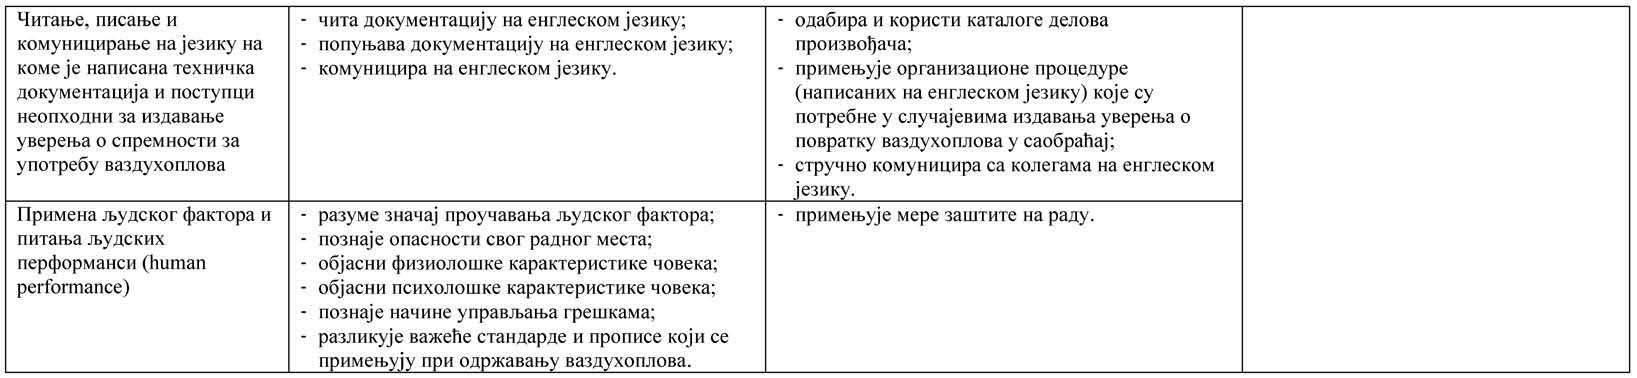 Читање, писање и
комуницирање на језику на
коме је написана техничка
документација и поступци
неопходни за издавање
уверења о спремности за
употребу ваздухоплова
- чита документацију на енглеском језику;
- попуњава документацију на енглеском језику;
- комуницира на енглеском језику.
- одабира и користи каталоге делова
произвођача;
- примењује организационе процедуре
(написаних на енглеском језику) које су
потребне у случајевима издавања уверења о
повратку ваздухоплова у саобраћај;
- стручно комуницира са колегама на енглеском
језику.
Примена људског фактора и
питања људских
перформанси (human
performance)
- разуме значај проучавања људског фактора;
- познаје опасности свог радног места;
- објасни физиолошке карактеристике човека;
- објасни психолошке карактеристике човека;
- познаје начине управљања грешкама;
- разликује важеће стандарде и прописе који се
примењују при одржавању ваздухоплова.
- примењује мере заштите на раду.